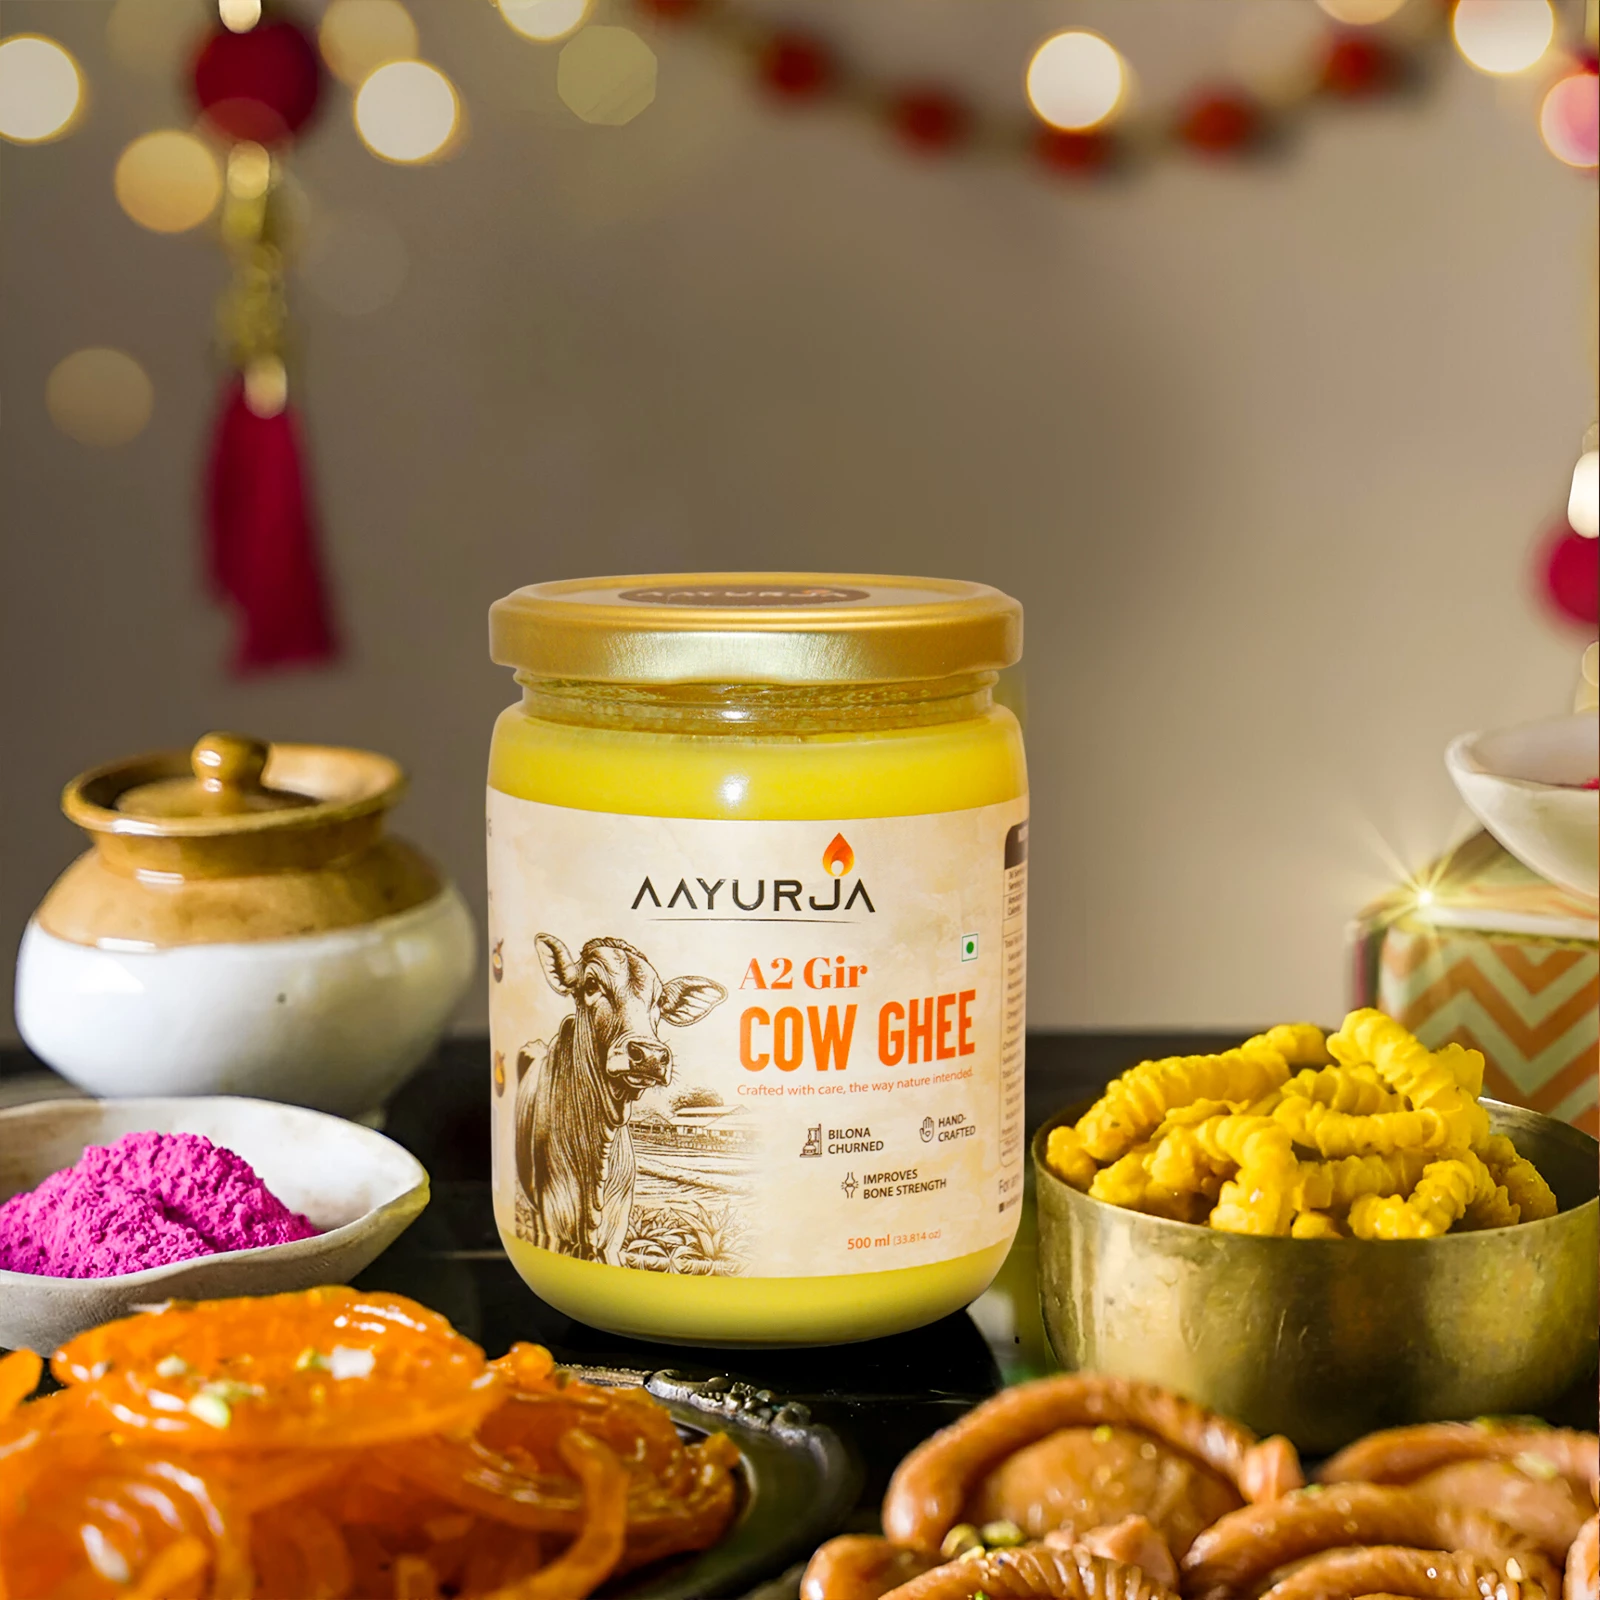 AAYURJA
AAYURJA
A2 Gir
COW GHEE
Crafted with care, the way nature intended.
BILONA
CHURNED
HAND-
CRAFTED
IMPROVES
BONE STRENGTH
500 ml (33.814 oz)